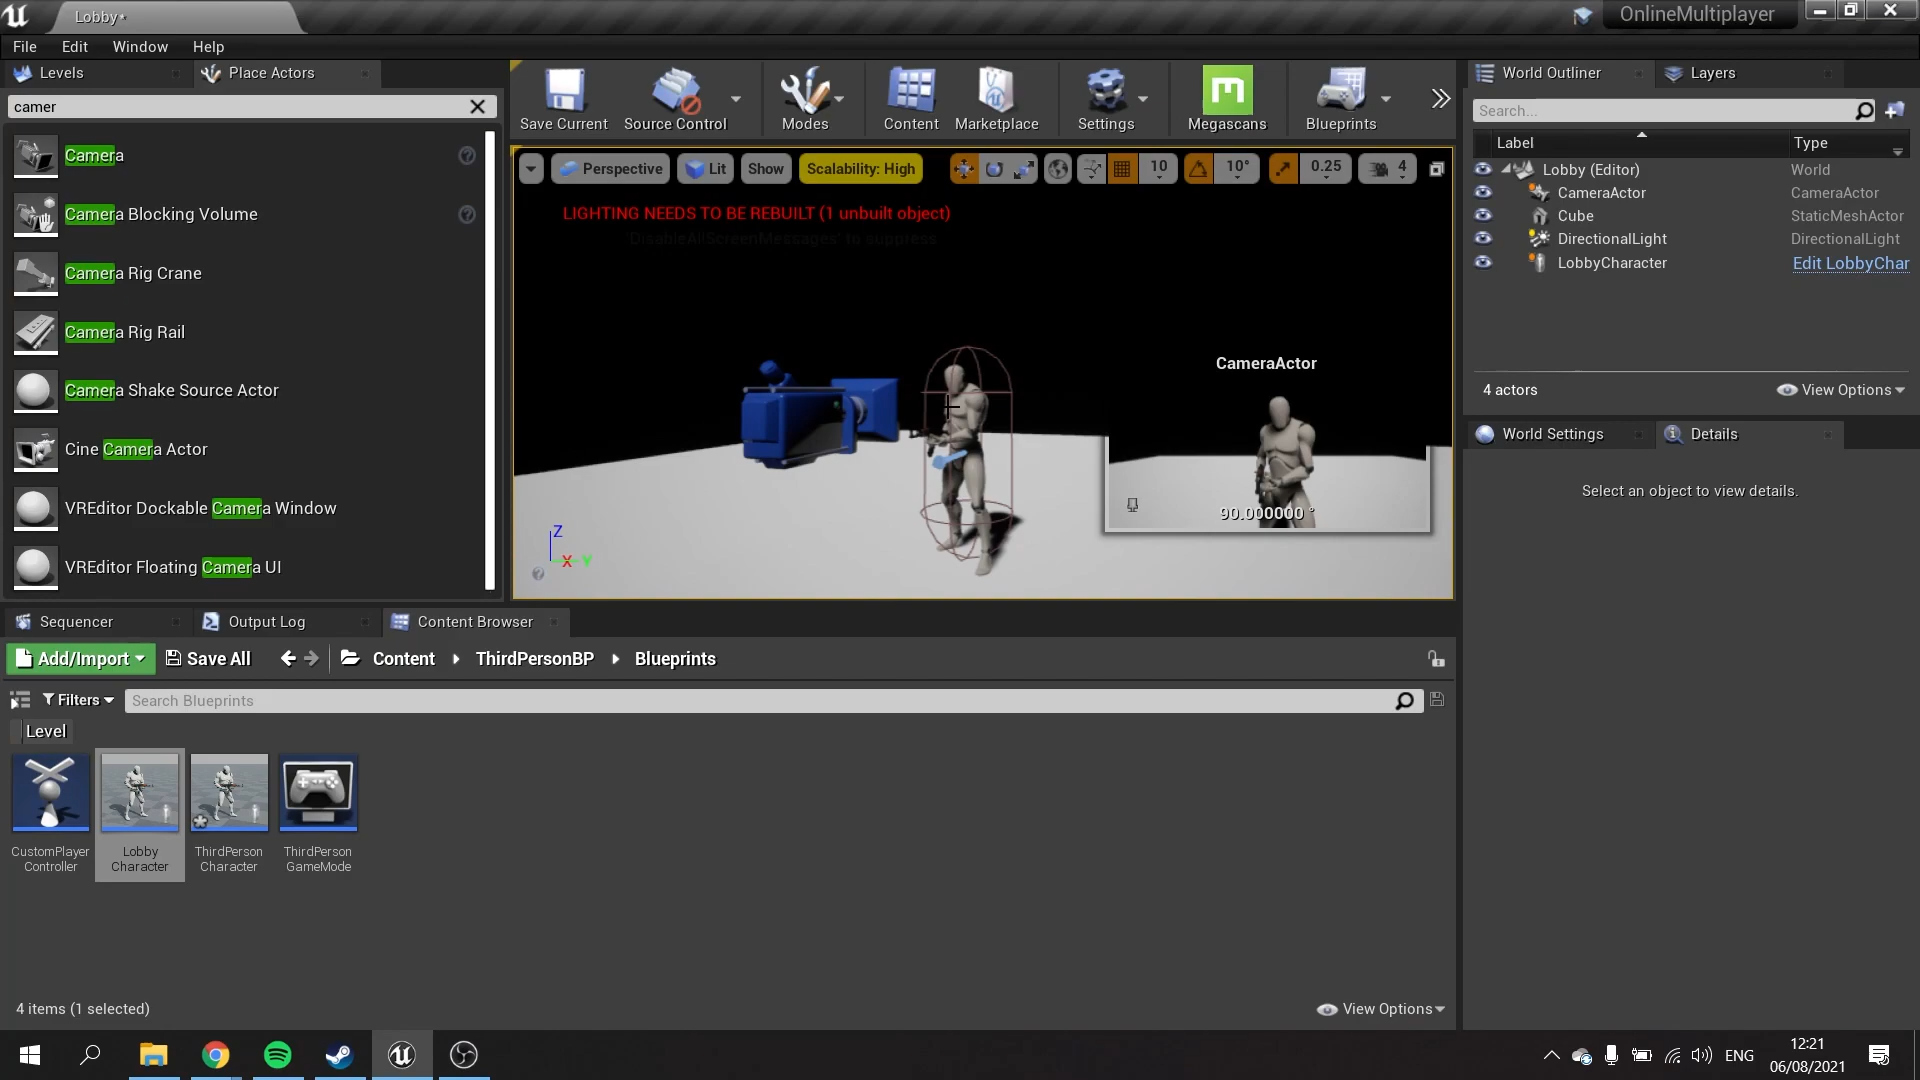 Lobby*
OnlineMultiplayer
File
Edit
Window
Help
Levels
Place Actors
camer
Camera
Camera Blocking Volume
Camera Rig Crane
Camera Rig Rail
Camera Shake Source Actor
Cine Camera Actor
VREditor Dockable Camera Window
VREditor Floating Camera UI
Save Current
Source Control
Modes
Content
Marketplace
Settings
Megascans
Blueprints
Perspective
Lit
Show
Scalability: High
10
10°
0.25
4
LIGHTING NEEDS TO BE REBUILT (1 unbuilt object)
'DisableAllScreenMessages' to suppress
CameraActor
90.000000 °
Z
X
Y
World Outliner
Layers
Search...
Label
Type
Lobby (Editor)
World
CameraActor
CameraActor
Cube
StaticMeshActor
DirectionalLight
DirectionalLight
LobbyCharacter
Edit LobbyChar
4 actors
View Options
World Settings
Details
Select an object to view details.
Sequencer
Output Log
Content Browser
Add/Import
Save All
Content
ThirdPersonBP
Blueprints
Filters
Search Blueprints
Level
CustomPlayer
Controller
Lobby
Character
ThirdPerson
Character
ThirdPerson
GameMode
4 items (1 selected)
View Options
ENG
12:21
06/08/2021